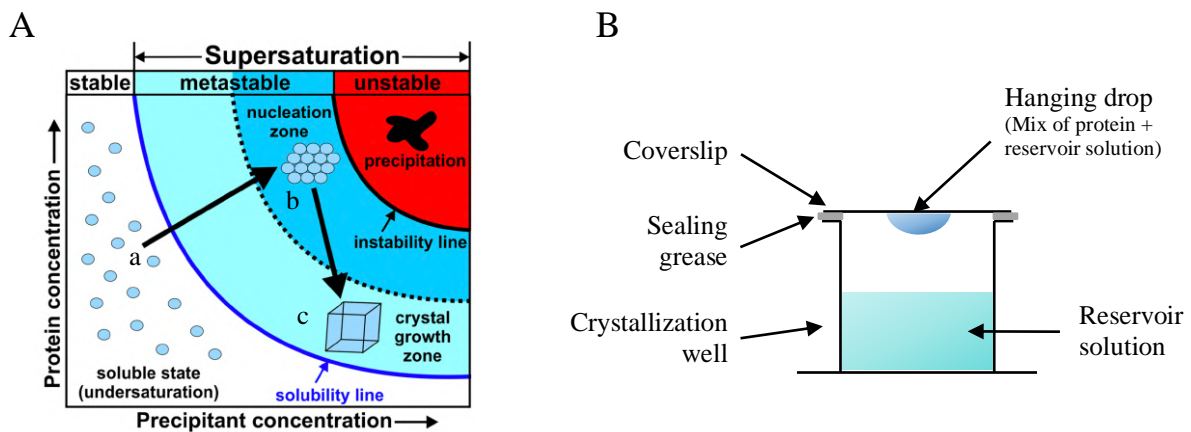 A
Supersaturation
stable
metastable
unstable
nucleation
zone
precipitation
b
a
instability line
c
crystal
growth
zone
soluble state
(undersaturation)
solubility line
Protein concentration
Precipitant concentration
B
Hanging drop
(Mix of protein +
reservoir solution)
Coverslip
Sealing
grease
Crystallization
well
Reservoir
solution